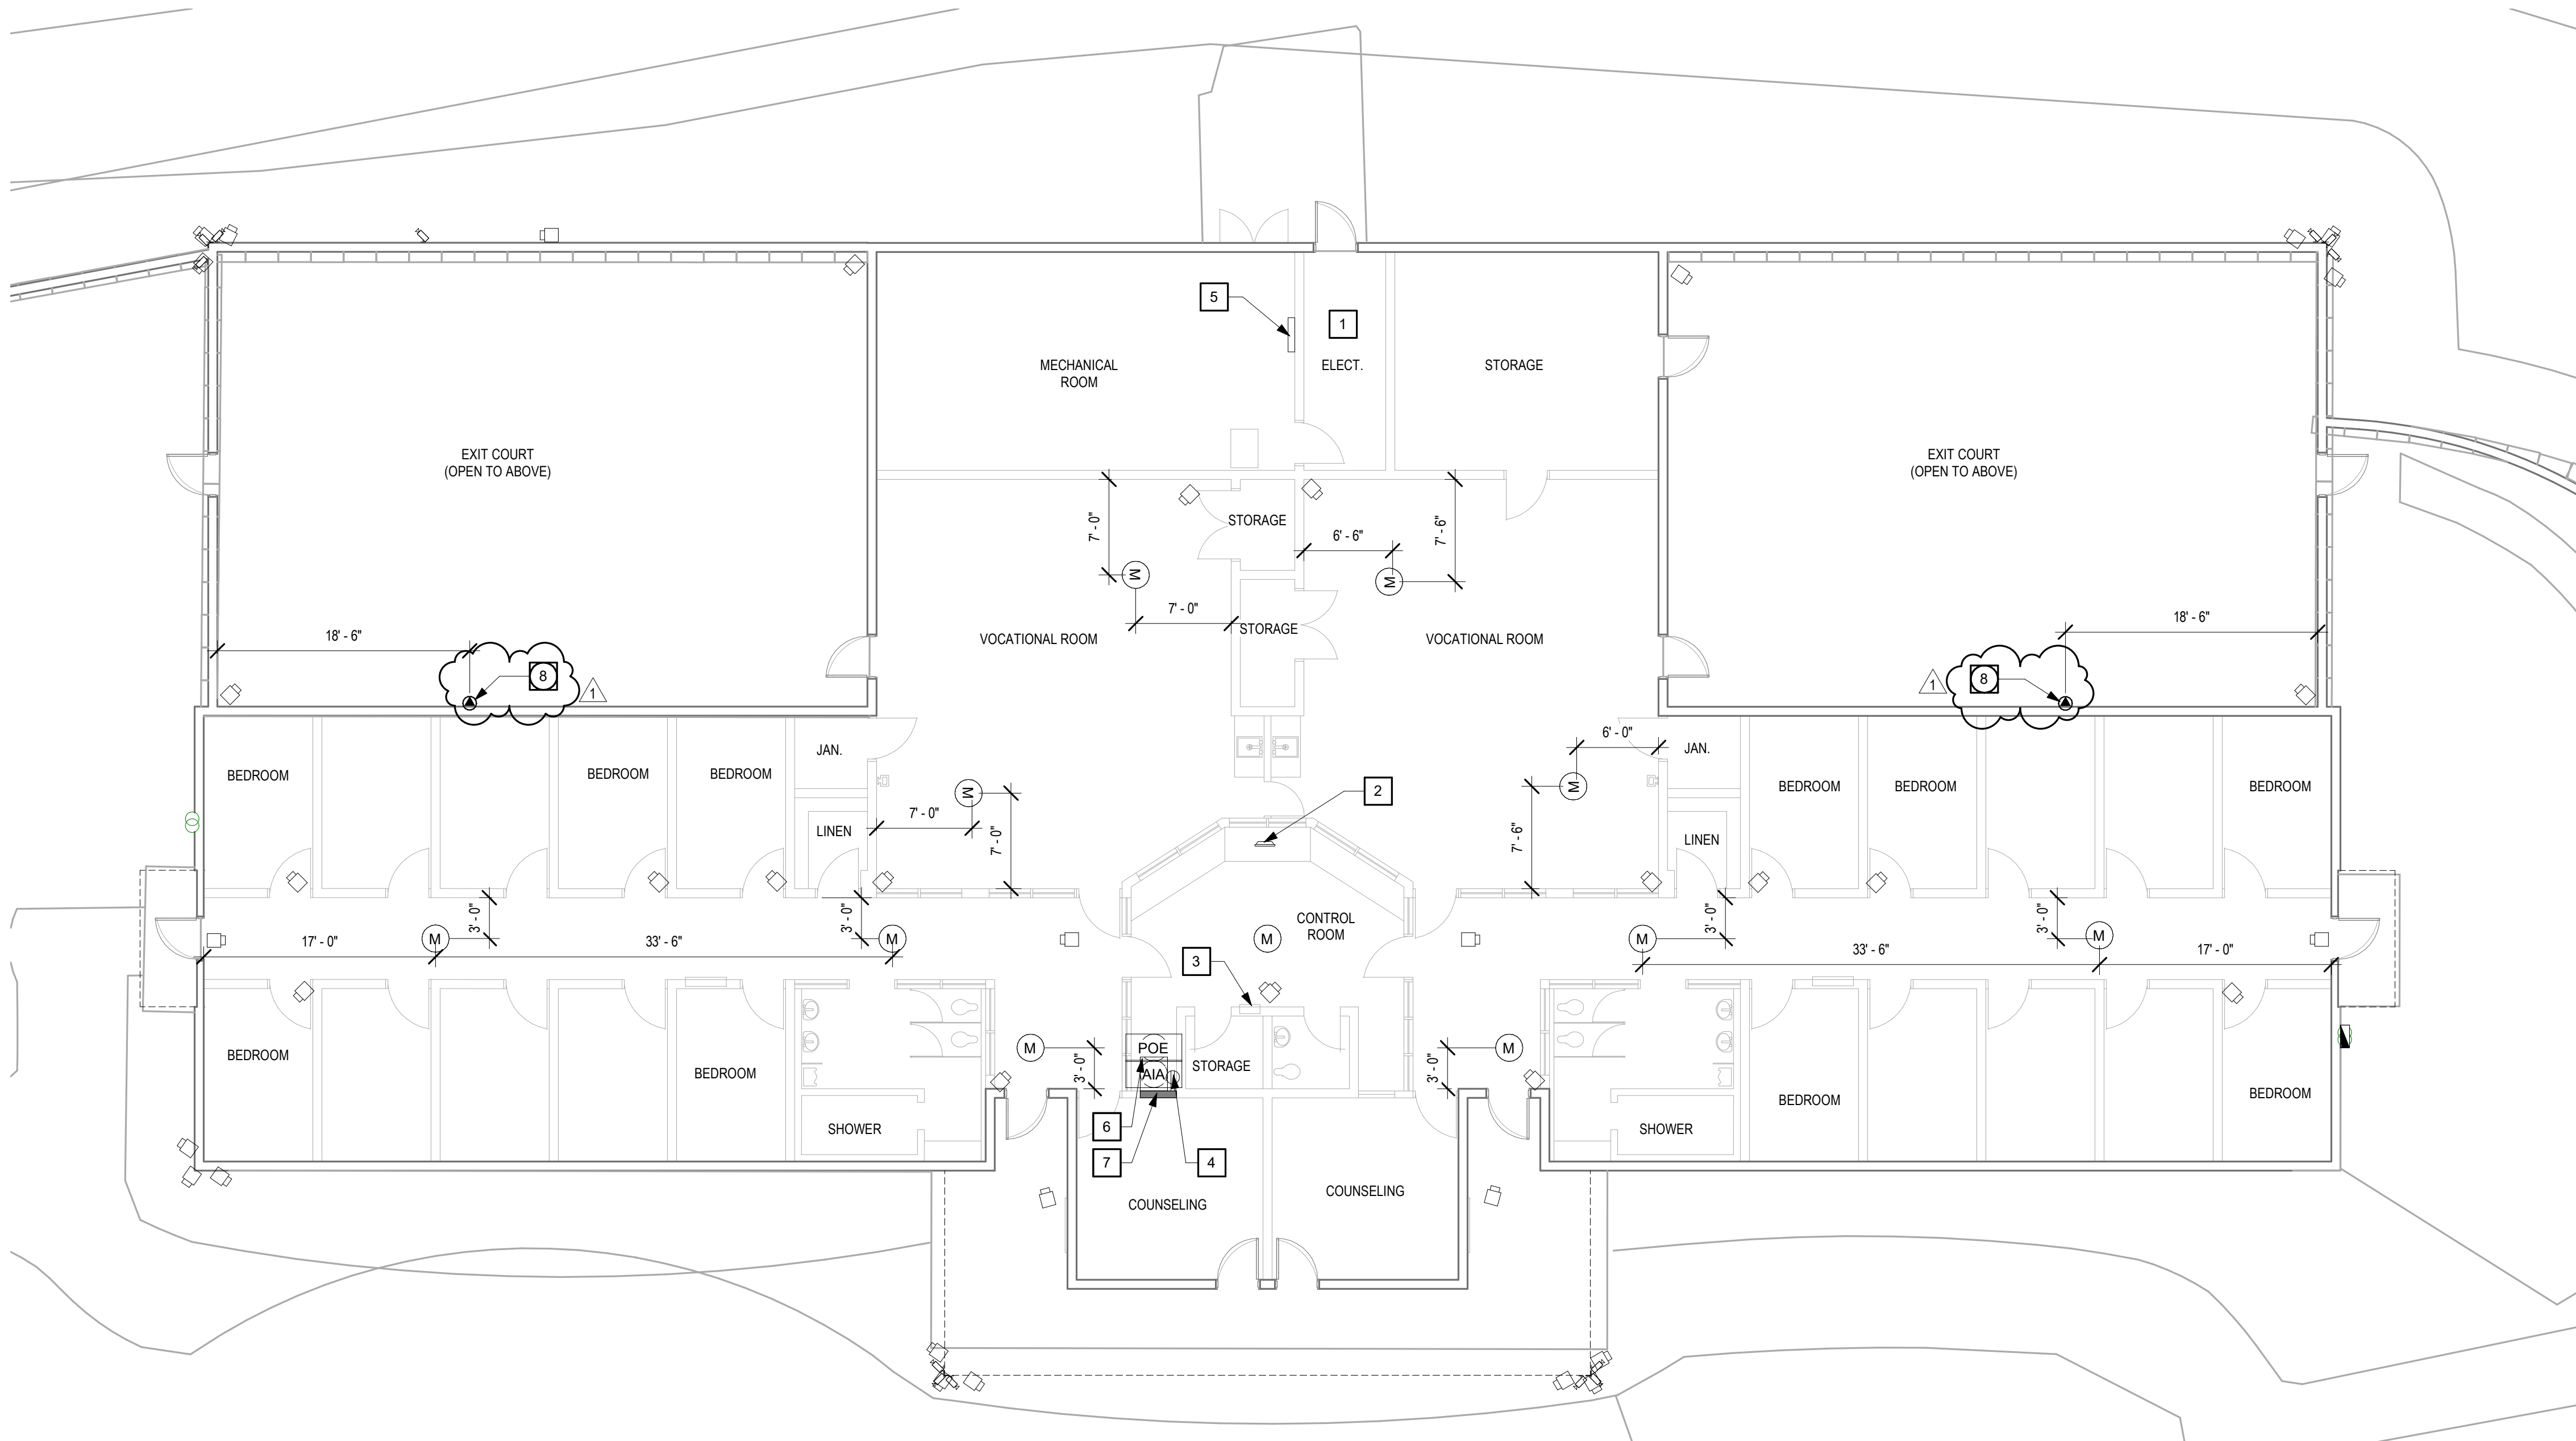 5
1
MECHANICAL
ROOM
ELECT.
STORAGE
EXIT COURT
(OPEN TO ABOVE)
EXIT COURT
(OPEN TO ABOVE)
7' - 0"
STORAGE
6' - 6"
7' - 6"
M
M
7' - 0"
STORAGE
18' - 6"
VOCATIONAL ROOM
VOCATIONAL ROOM
18' - 6"
8
1
1
8
BEDROOM
BEDROOM
BEDROOM
JAN.
6' - 0"
JAN.
BEDROOM
BEDROOM
BEDROOM
M
M
2
7' - 0"
LINEN
7' - 0"
7' - 6"
LINEN
3' - 0"
3' - 0"
CONTROL
ROOM
3' - 0"
3' - 0"
17' - 0"
M
33' - 6"
M
M
M
33' - 6"
M
17' - 0"
3
BEDROOM
BEDROOM
M
3' - 0"
POE
AIA
STORAGE
3' - 0"
M
BEDROOM
BEDROOM
SHOWER
6
7
4
SHOWER
COUNSELING
COUNSELING